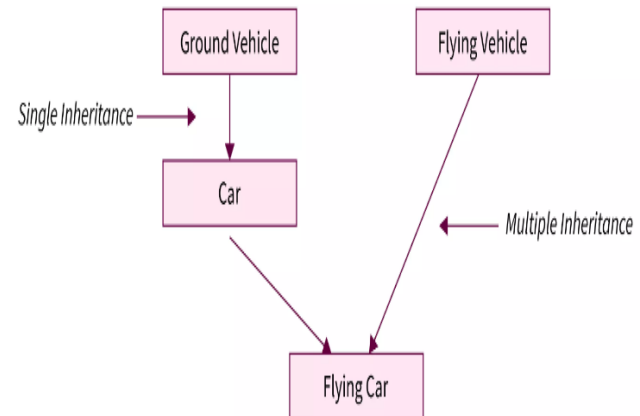 Ground Vehicle
Flying Vehicle
Single Inheritance
Car
Multiple Inheritance
Flying Car